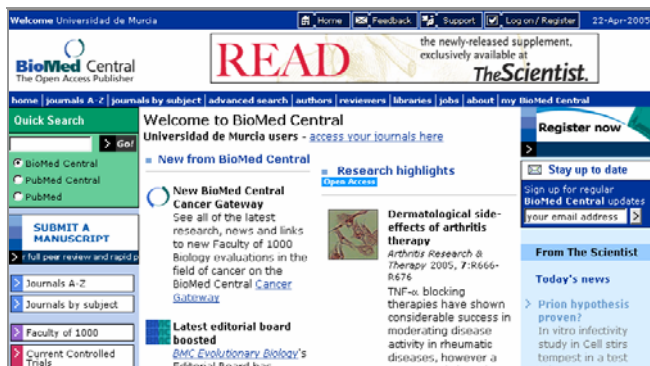 Welcome Universidad de Murcia
Home Feedback Support Log on / Register 22-Apr-2005
BioMed Central
The Open Access Publisher
READ
the newly-released supplement,
exclusively available at
TheScientist.
home | journals A-Z | journals by subject | advanced search | authors | reviewers | libraries | jobs | about | my BioMed Central
Quick Search
Go!
BioMed Central
PubMed Central
PubMed
SUBMIT A
MANUSCRIPT
r full peer review and rapid p
Journals A-Z
Journals by subject
Faculty of 1000
Current Controlled
Trials
Welcome to BioMed Central
Universidad de Murcia users - access your journals here
New from BioMed Central
New BioMed Central
Cancer Gateway
See all of the latest
research, news and links
to new Faculty of 1000
Biology evaluations in the
field of cancer on the
BioMed Central Cancer
Gateway
Latest editorial board
boosted
BMC Evolutionary Biology's
Editorial Board has
Research highlights
Open Access
Dermatological side-
effects of arthritis
therapy
Arthritis Research &
Therapy 2005, 7:R666-
R676
TNF-α blocking
therapies have shown
considerable success in
moderating disease
activity in rheumatic
diseases, however a
Register now
Stay up to date
Sign up for regular
BioMed Central updates
your email address
From The Scientist
Today's news
Prion hypothesis
proven?
In vitro infectivity
study in Cell stirs
tempest in a test